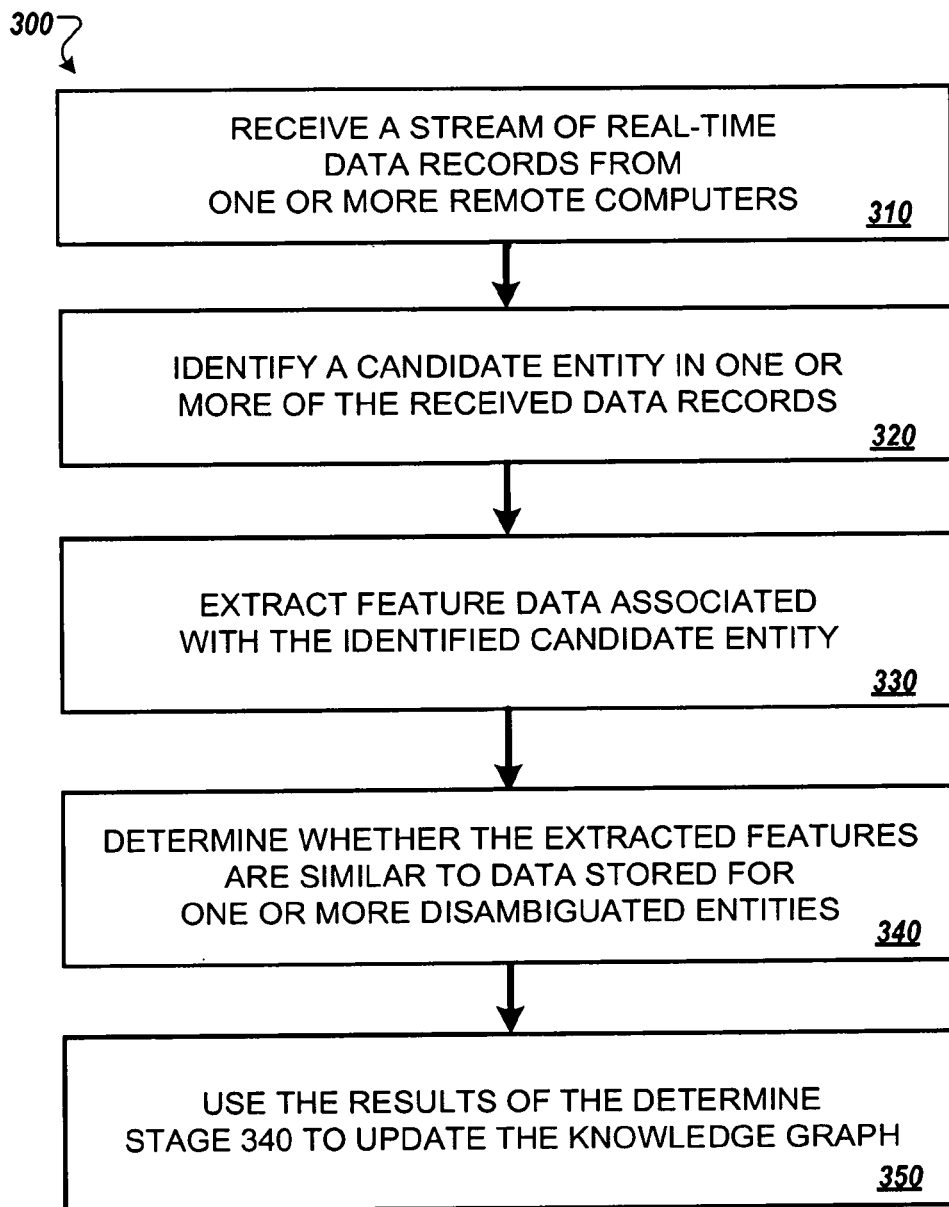 300
RECEIVE A STREAM OF REAL-TIME
DATA RECORDS FROM
ONE OR MORE REMOTE COMPUTERS
310
IDENTIFY A CANDIDATE ENTITY IN ONE OR
MORE OF THE RECEIVED DATA RECORDS
320
EXTRACT FEATURE DATA ASSOCIATED
WITH THE IDENTIFIED CANDIDATE ENTITY
330
DETERMINE WHETHER THE EXTRACTED FEATURES
ARE SIMILAR TO DATA STORED FOR
ONE OR MORE DISAMBIGUATED ENTITIES
340
USE THE RESULTS OF THE DETERMINE
STAGE 340 TO UPDATE THE KNOWLEDGE GRAPH
350